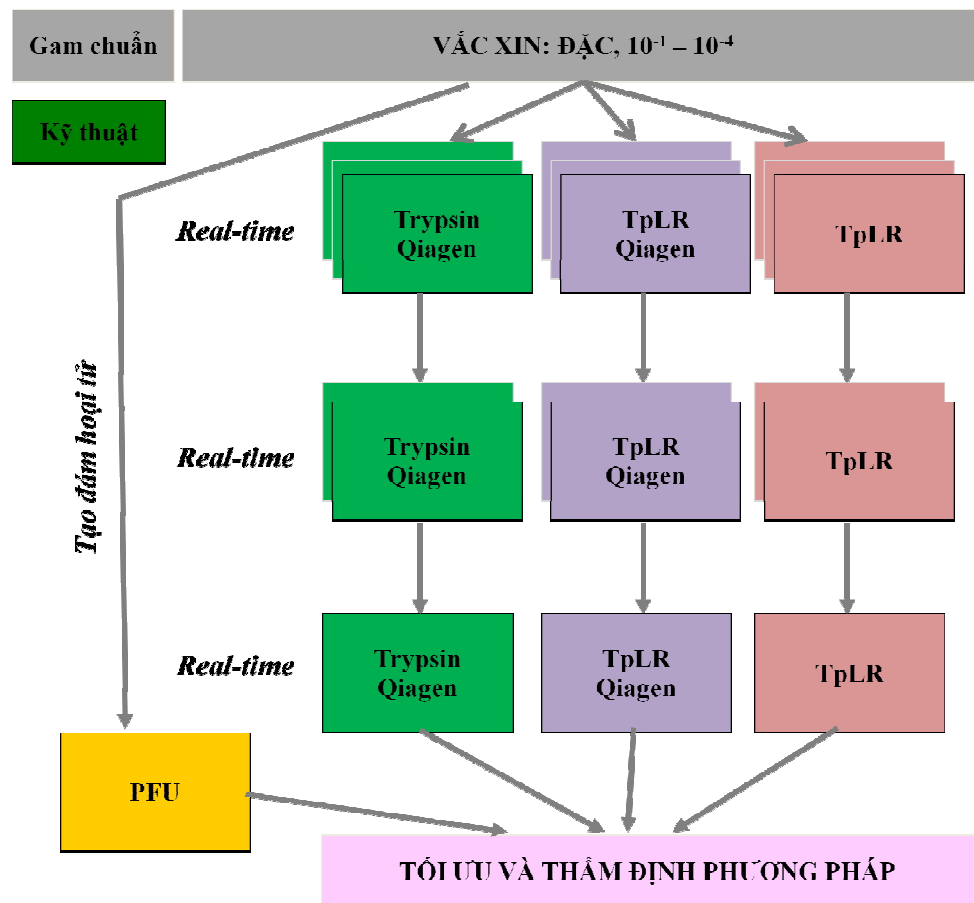 Gam chuẩn
VẮC XIN: ĐẶC, 10⁻¹ – 10⁻⁴
Kỹ thuật
Real-time
Trypsin
Qiagen
TpLR
Qiagen
TpLR
Tạo đám hoại tử
Real-time
Trypsin
Qiagen
TpLR
Qiagen
TpLR
Real-time
Trypsin
Qiagen
TpLR
Qiagen
TpLR
PFU
TỐI ƯU VÀ THẨM ĐỊNH PHƯƠNG PHÁP